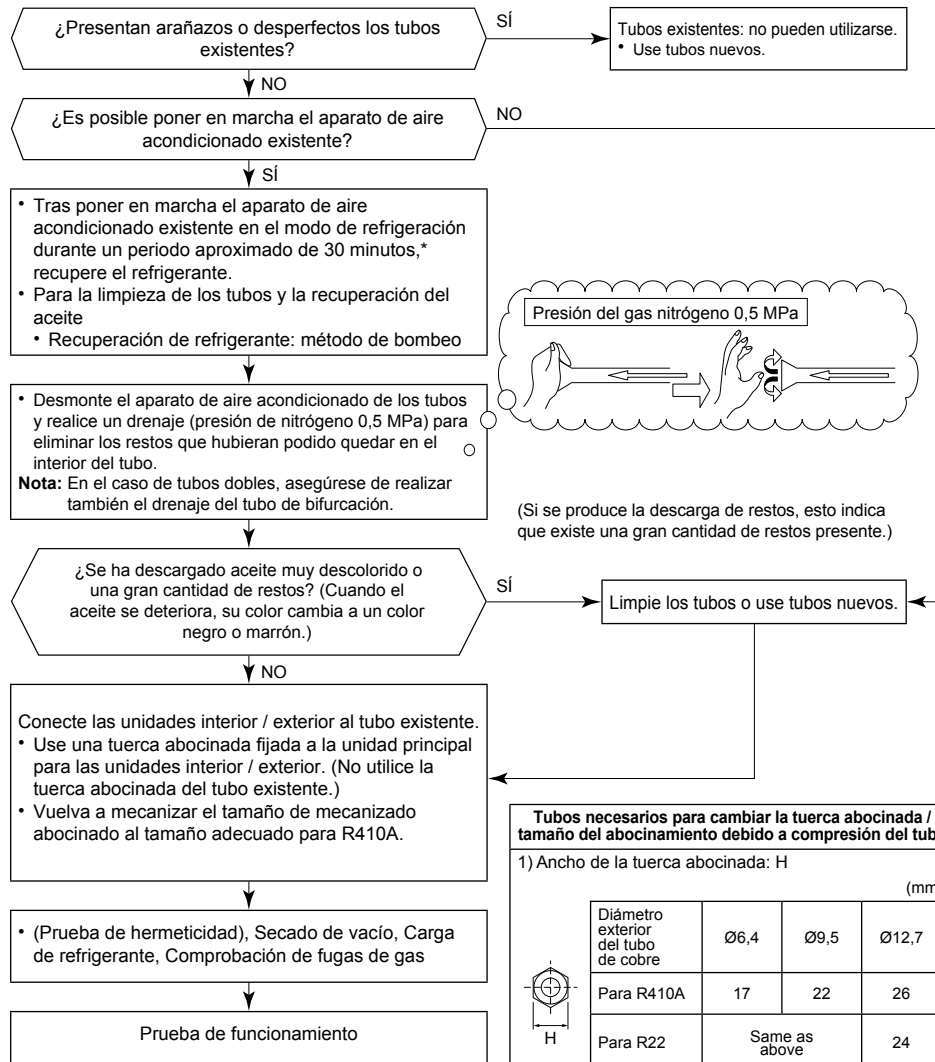 ¿Presentan arañazos o desperfectos los tubos
existentes?
SÍ
Tubos existentes: no pueden utilizarse.
• Use tubos nuevos.
NO
¿Es posible poner en marcha el aparato de aire
acondicionado existente?
NO
SÍ
• Tras poner en marcha el aparato de aire
acondicionado existente en el modo de refrigeración
durante un periodo aproximado de 30 minutos,*
recupere el refrigerante.
• Para la limpieza de los tubos y la recuperación del
aceite
• Recuperación de refrigerante: método de bombeo
Presión del gas nitrógeno 0,5 MPa
• Desmonte el aparato de aire acondicionado de los tubos
y realice un drenaje (presión de nitrógeno 0,5 MPa) para
eliminar los restos que hubieran podido quedar en el
interior del tubo.
Nota: En el caso de tubos dobles, asegúrese de realizar
también el drenaje del tubo de bifurcación.
(Si se produce la descarga de restos, esto indica
que existe una gran cantidad de restos presente.)
¿Se ha descargado aceite muy descolorido o
una gran cantidad de restos? (Cuando el
aceite se deteriora, su color cambia a un color
negro o marrón.)
SÍ
Limpie los tubos o use tubos nuevos.
NO
Conecte las unidades interior / exterior al tubo existente.
• Use una tuerca abocinada fijada a la unidad principal
para las unidades interior / exterior. (No utilice la
tuerca abocinada del tubo existente.)
• Vuelva a mecanizar el tamaño de mecanizado
abocinado al tamaño adecuado para R410A.
• (Prueba de hermeticidad), Secado de vacío, Carga
de refrigerante, Comprobación de fugas de gas
Prueba de funcionamiento
Tubos necesarios para cambiar la tuerca abocinada /
tamaño del abocinamiento debido a compresión del tub
1) Ancho de la tuerca abocinada: H
(mm
Diámetro
exterior
del tubo
de cobre
Ø6,4 Ø9,5 Ø12,7
Para R410A 17 22 26
H
Para R22 Same as
above 24